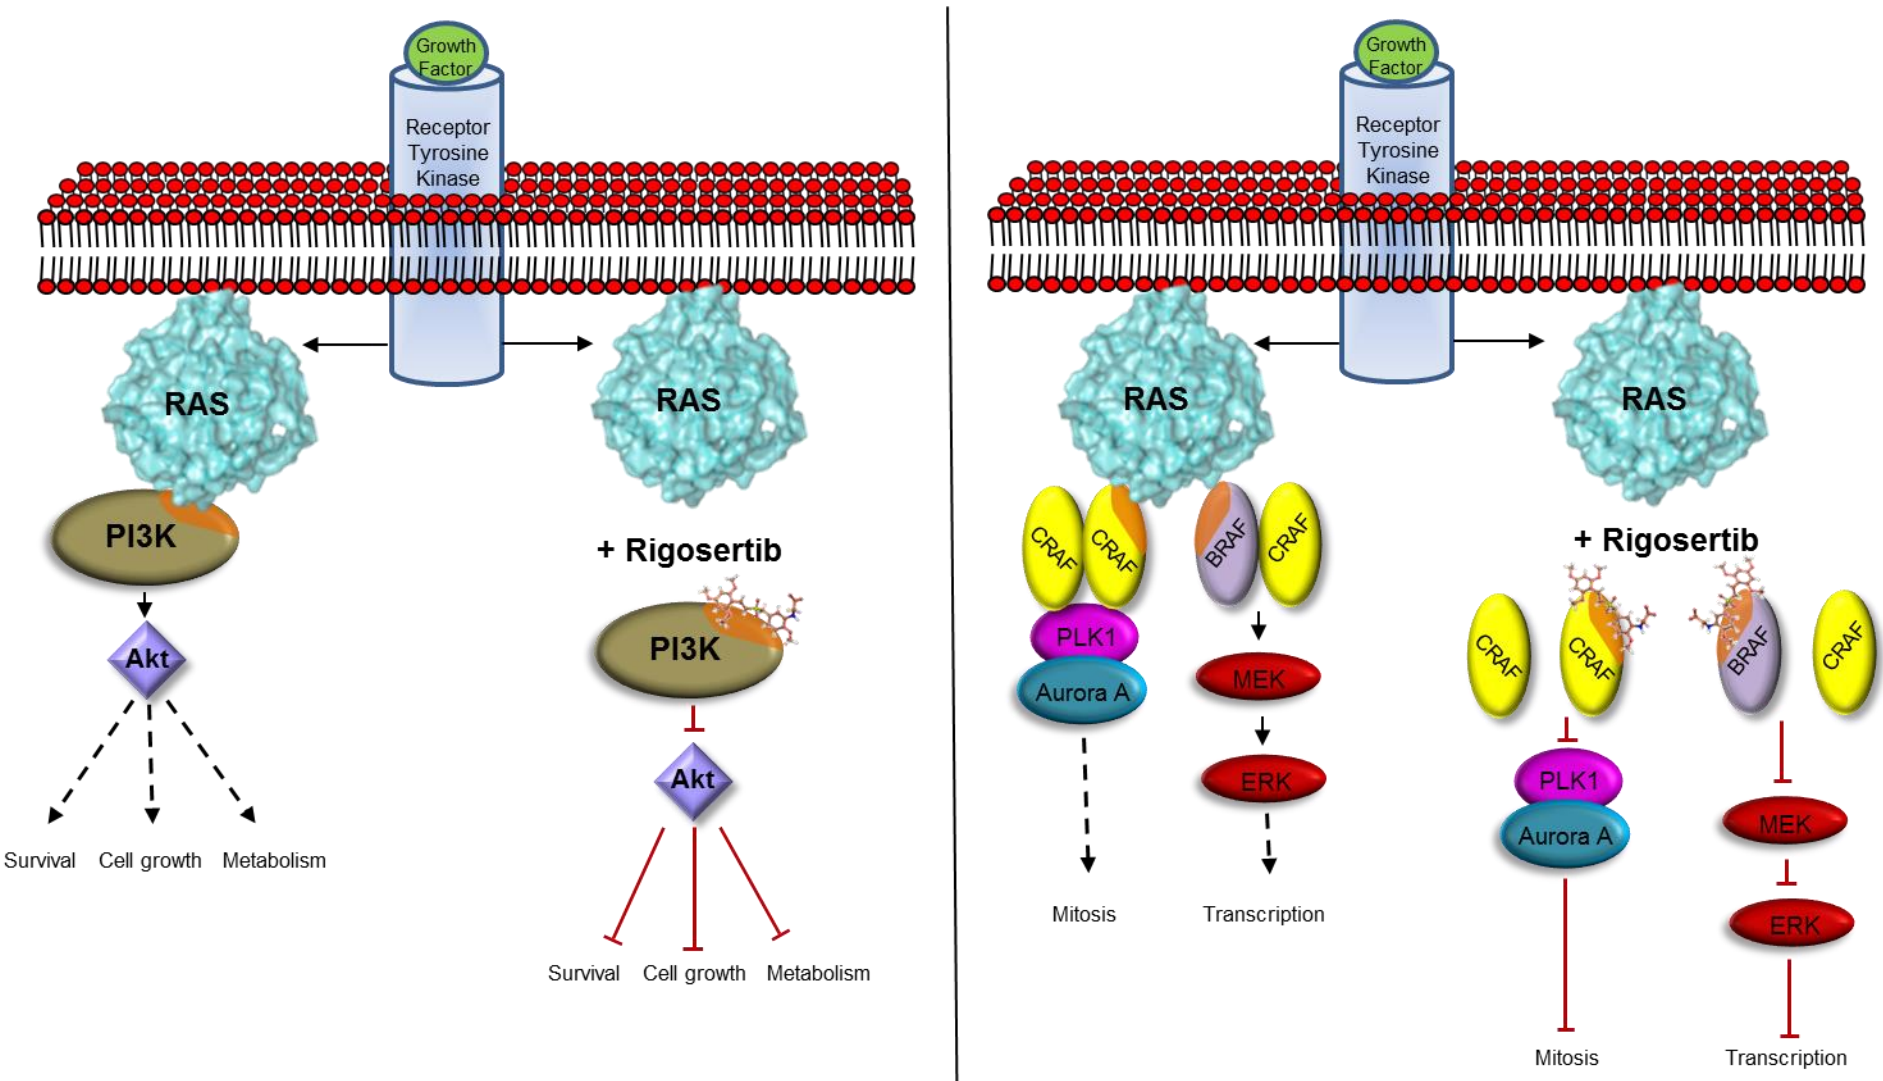 Growth
Factor
Receptor
Tyrosine
Kinase
RAS
RAS
PI3K
+ Rigosertib
Akt
PI3K
Akt
Survival Cell growth Metabolism
Survival Cell growth Metabolism
Growth
Factor
Receptor
Tyrosine
Kinase
RAS
RAS
CRAF
CRAF
BRAF
CRAF
+ Rigosertib
PLK1
Aurora A
MEK
ERK
CRAF
CRAF
BRAF
CRAF
PLK1
Aurora A
MEK
ERK
Mitosis
Transcription
Mitosis
Transcription